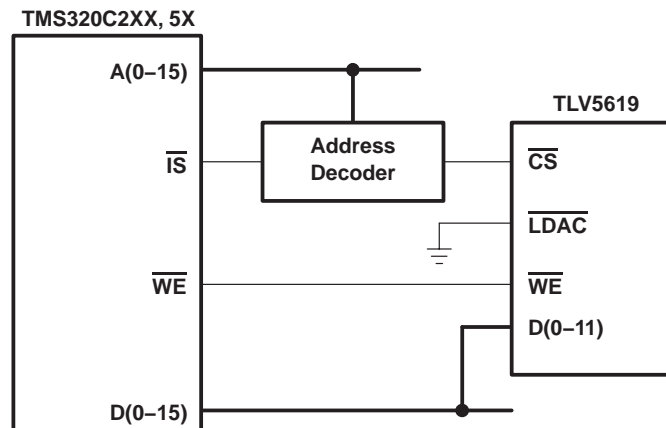 TMS320C2XX, 5X
A(0–15)
TLV5619
Address
Decoder
IS
CS
LDAC
WE
WE
D(0–11)
D(0–15)